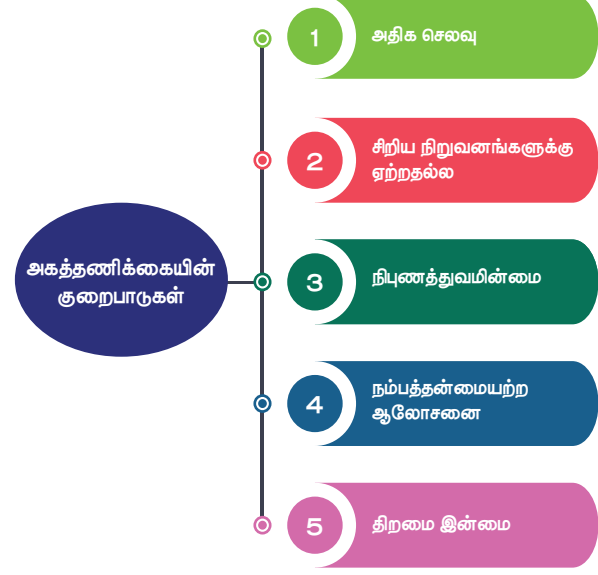 அகத்தணிக்கையின்
குறைபாடுகள்
1
அதிக செலவு
2
சிறிய நிறுவனங்களுக்கு
ஏற்றதல்ல
3
நிபுணத்துவமின்மை
4
நம்பத்தன்மையற்ற
ஆலோசனை
5
திறமை இன்மை